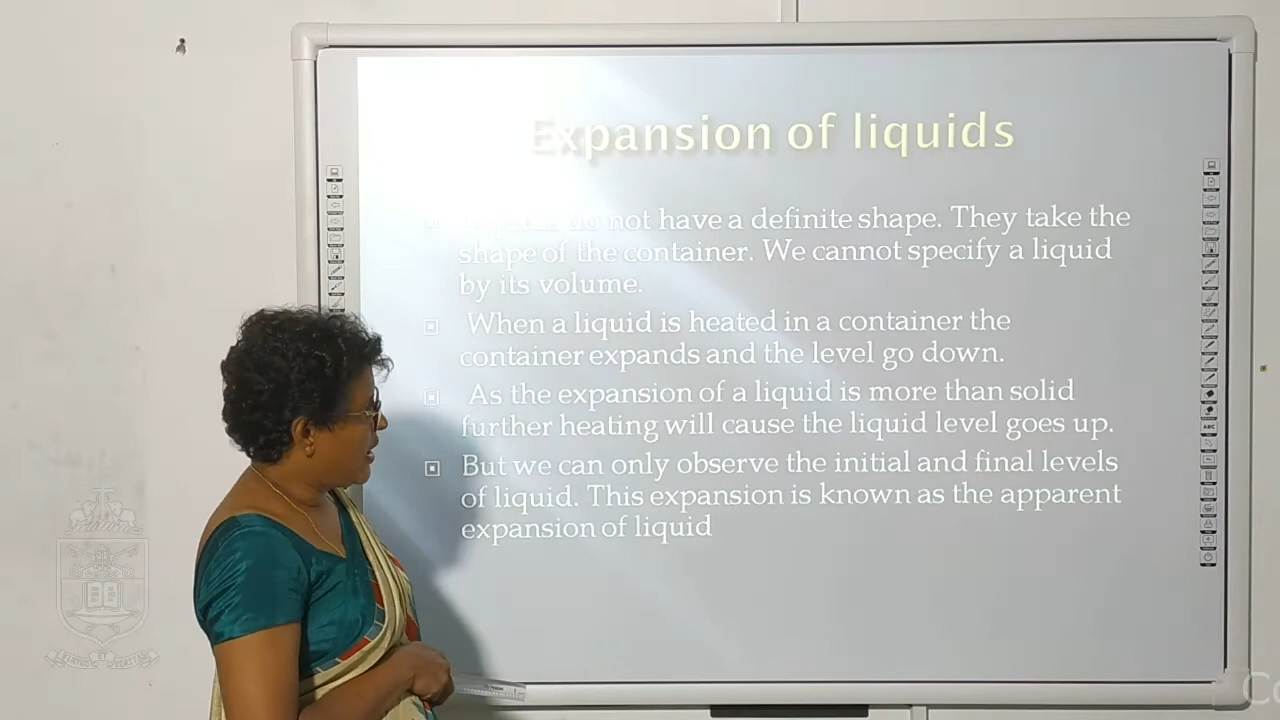 Expansion of liquids
do not have a definite shape. They take the
shape of the container. We cannot specify a liquid
by its volume.
When a liquid is heated in a container the
container expands and the level go down.
As the expansion of a liquid is more than solid
further heating will cause the liquid level goes up.
But we can only observe the initial and final levels
of liquid. This expansion is known as the apparent
expansion of liquid
ABC